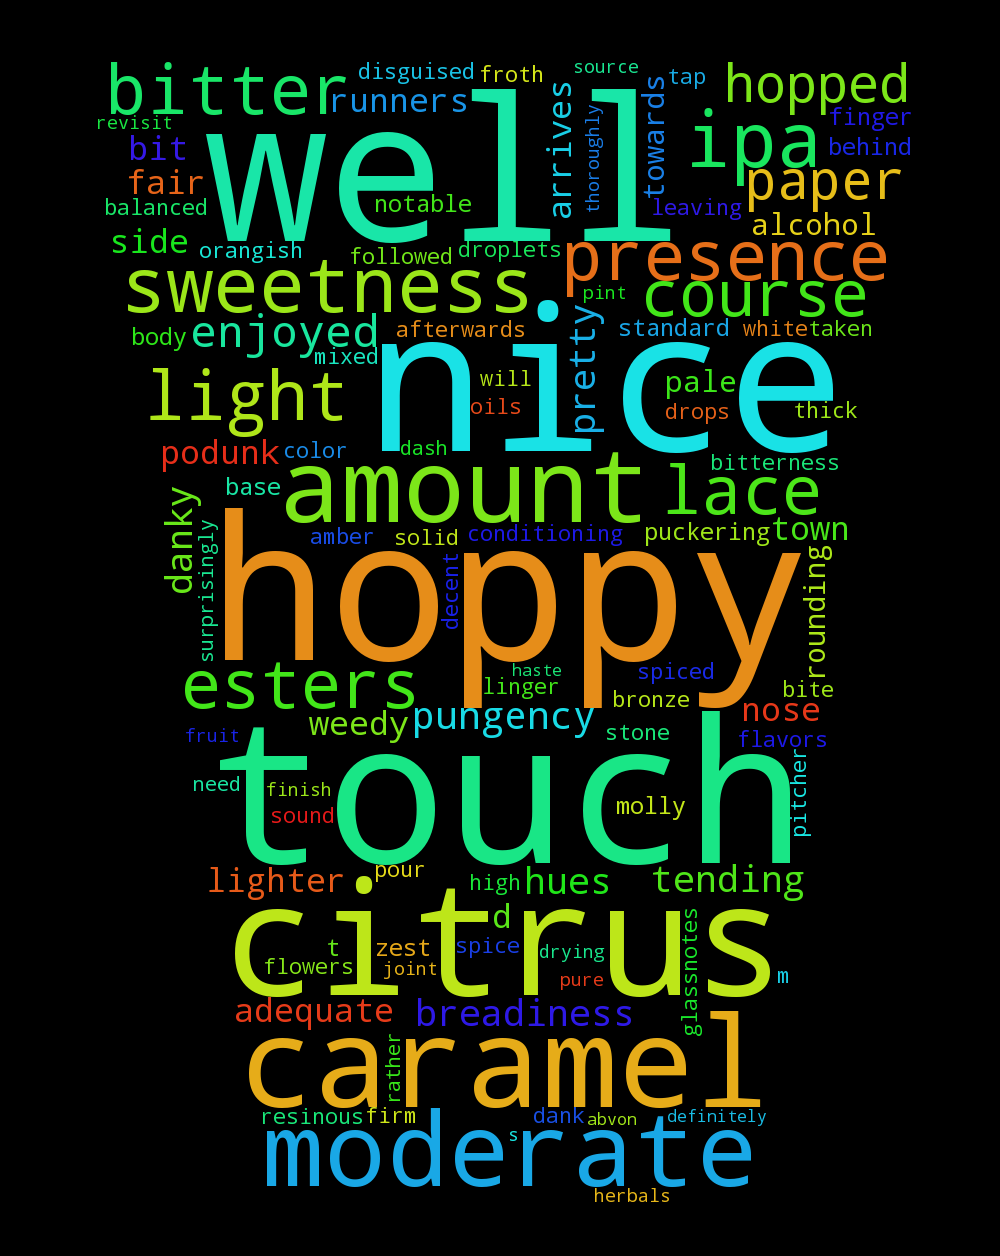 disguised froth source
bitter runners tap hopped
revisit well arrives thoroughly towards ipa finger
bit behind
fair notable paper
balanced leaving
side orangish followed droplets presence alcohol
sweetness pint course
body enjoyed afterwards pretty standard white taken
mixed nice
light will pale
oils drops thick
podunk color dash bitterness
base amount lace
danky surprisingly amber solid conditioning puckering town
hoppy decent rounding
esters haste spiced
linger bronze bite
weedy pungency nose
fruit stone flavors
touch pitcher
need finish
sound molly
lighter pour high hues tending
citrus d
t zest spice drying glassnotes
flowers joint pure m
adequate breadiness
caramel rather
resinous firm dank abvon definitely
moderate s
herbals